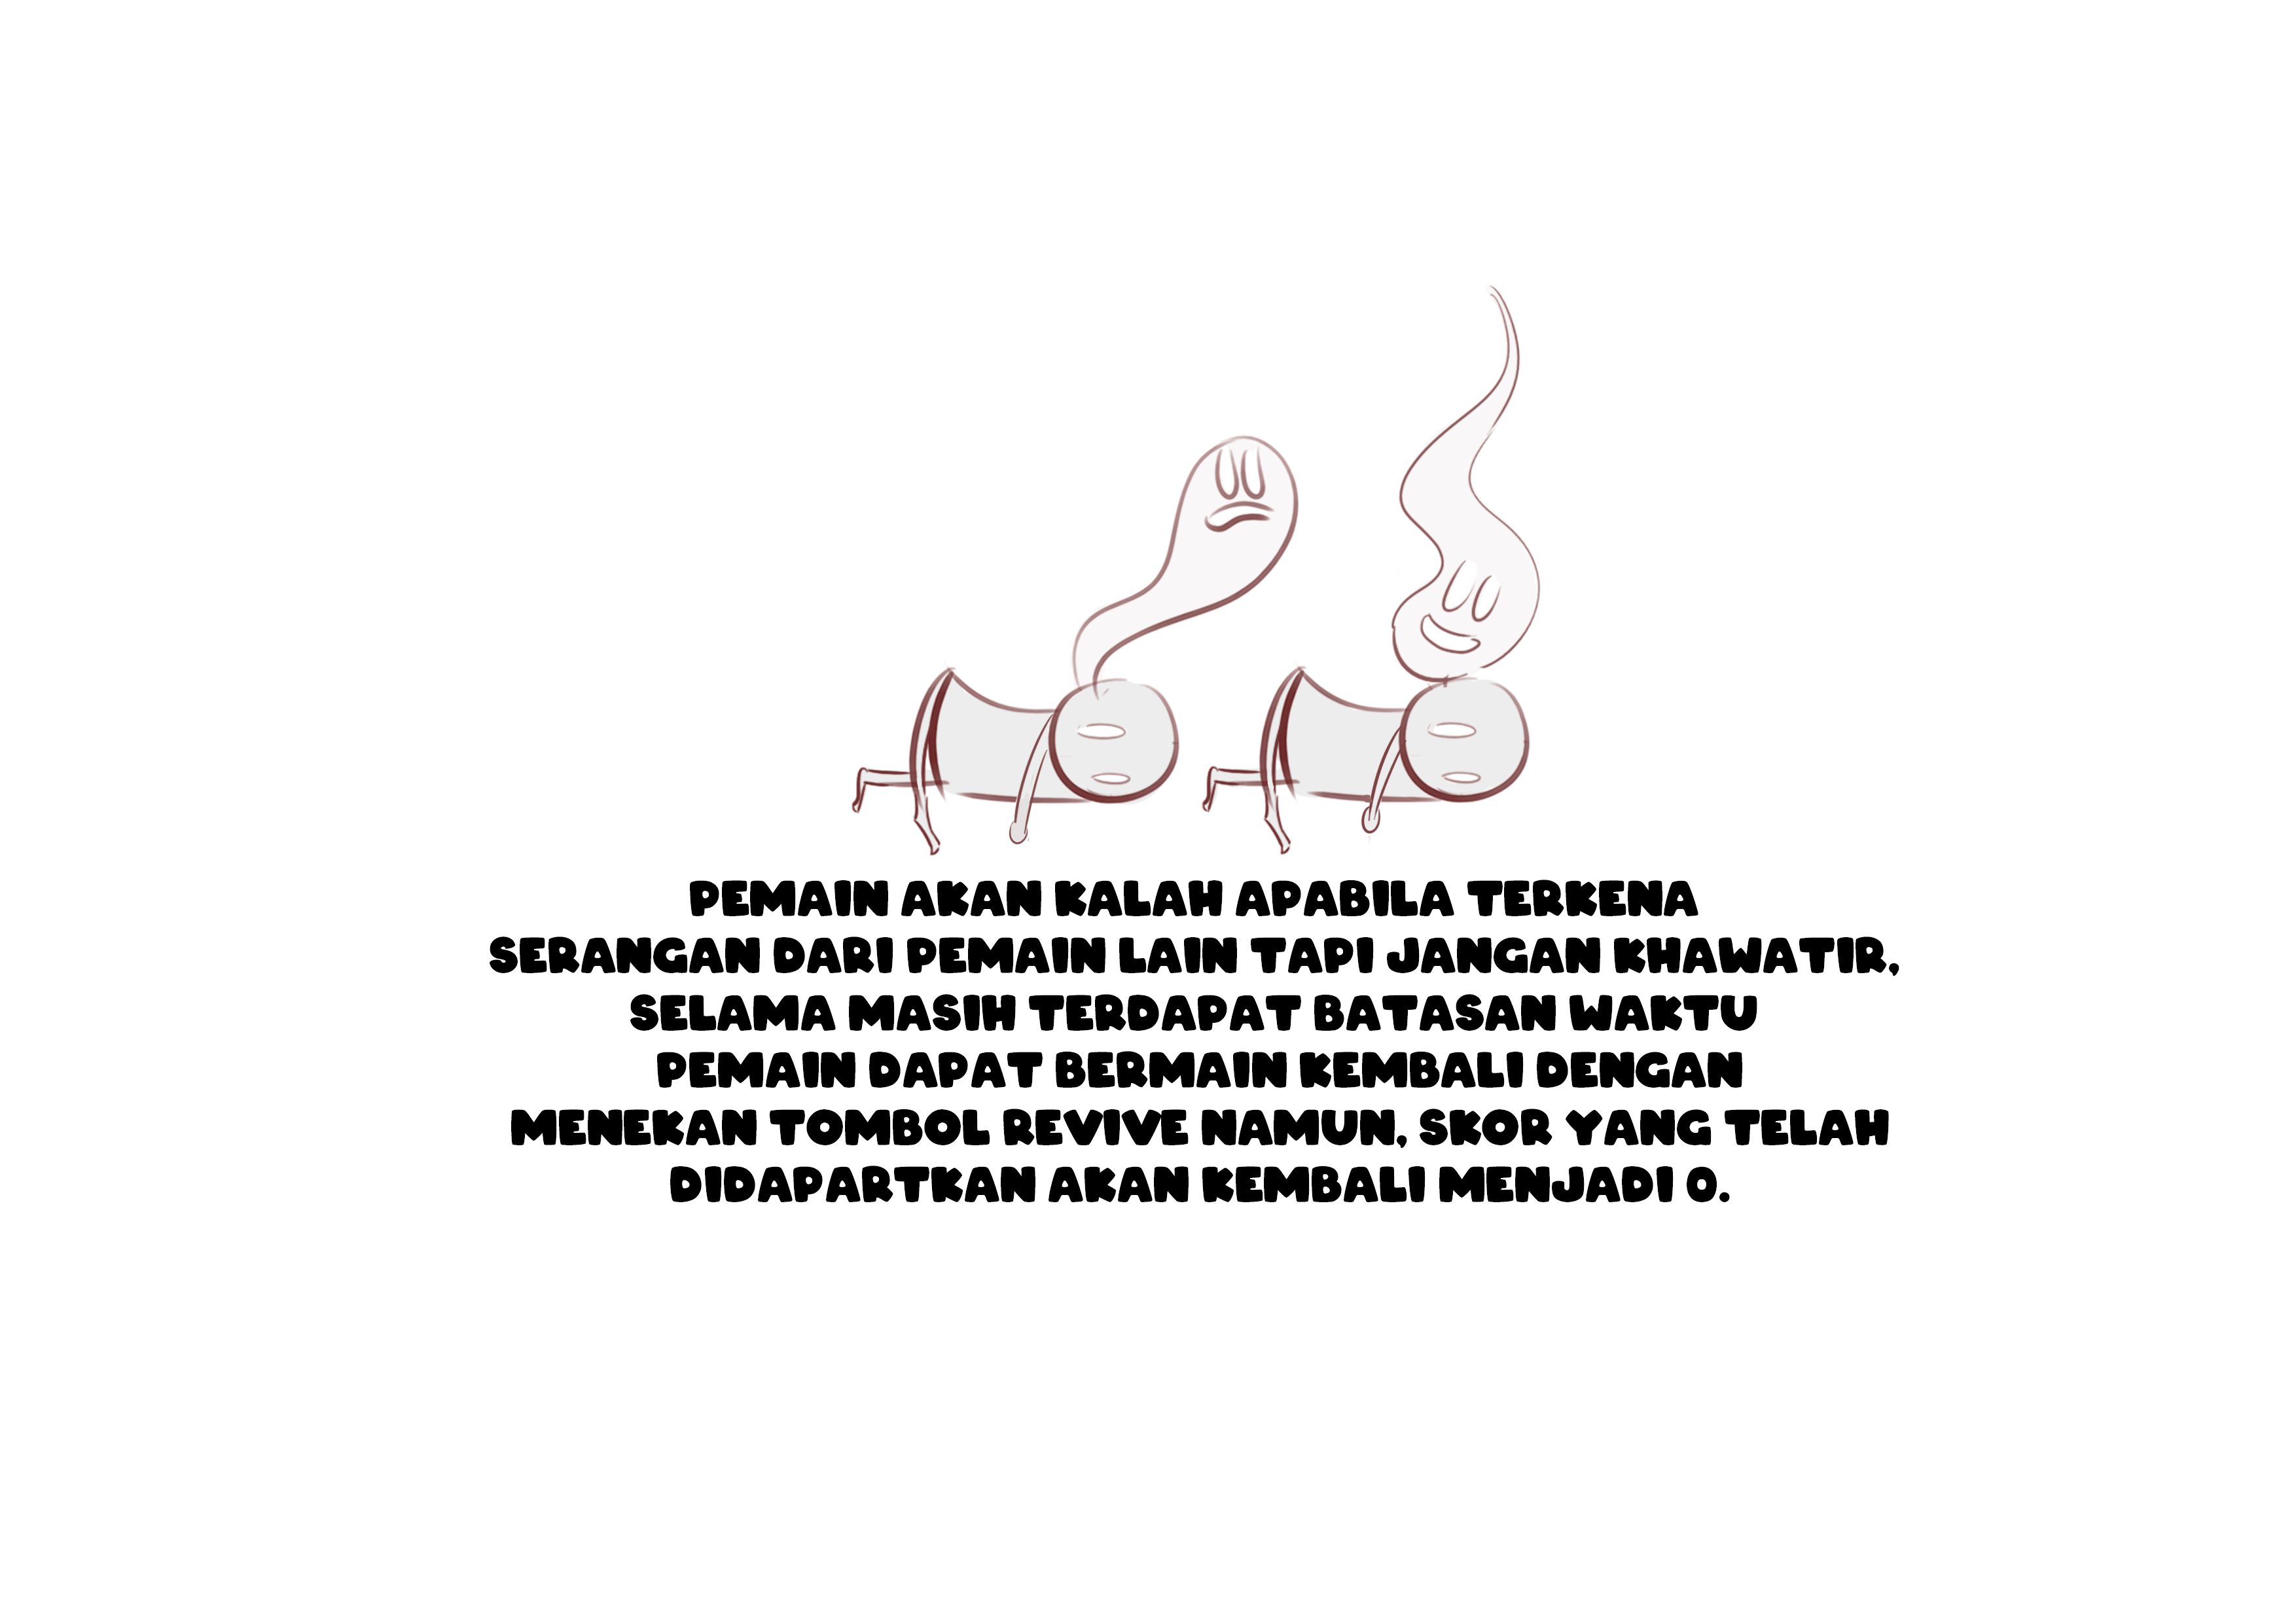 PEMAIN AKAN KALAH APABILA TERKENA
SERANGAN DARI PEMAIN LAIN TAPI JANGAN KHAWATIR,
SELAMA MASIH TERDAPAT BATASAN WAKTU
PEMAIN DAPAT BERMAIN KEMBALI DENGAN
MENEKAN TOMBOL REVIVE NAMUN, SKOR YANG TELAH
DIDAPARTKAN AKAN KEMBALI MENJADI 0.